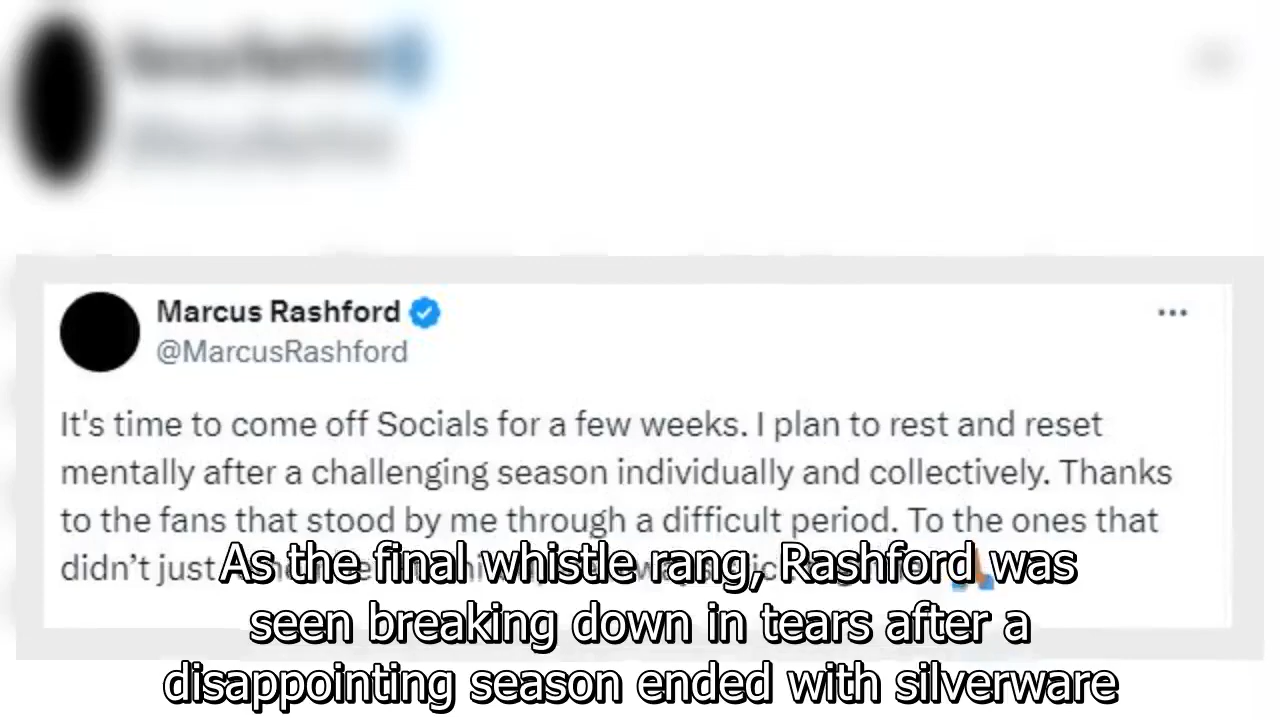 Marcus Rashford
@MarcusRashford
It's time to come off Socials for a few weeks. I plan to rest and reset
mentally after a challenging season individually and collectively. Thanks
to the fans that stood by me through a difficult period. To the ones that
didn’t just
As the final whistle rang, Rashford was
seen breaking down in tears after a
disappointing season ended with silverware